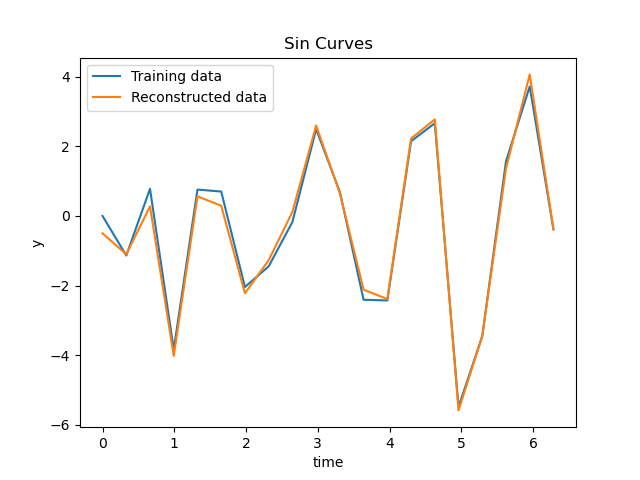 Sin Curves
Training data
Reconstructed data
4
2
0
−2
−4
−6
y
0 1 2 3 4 5 6
time